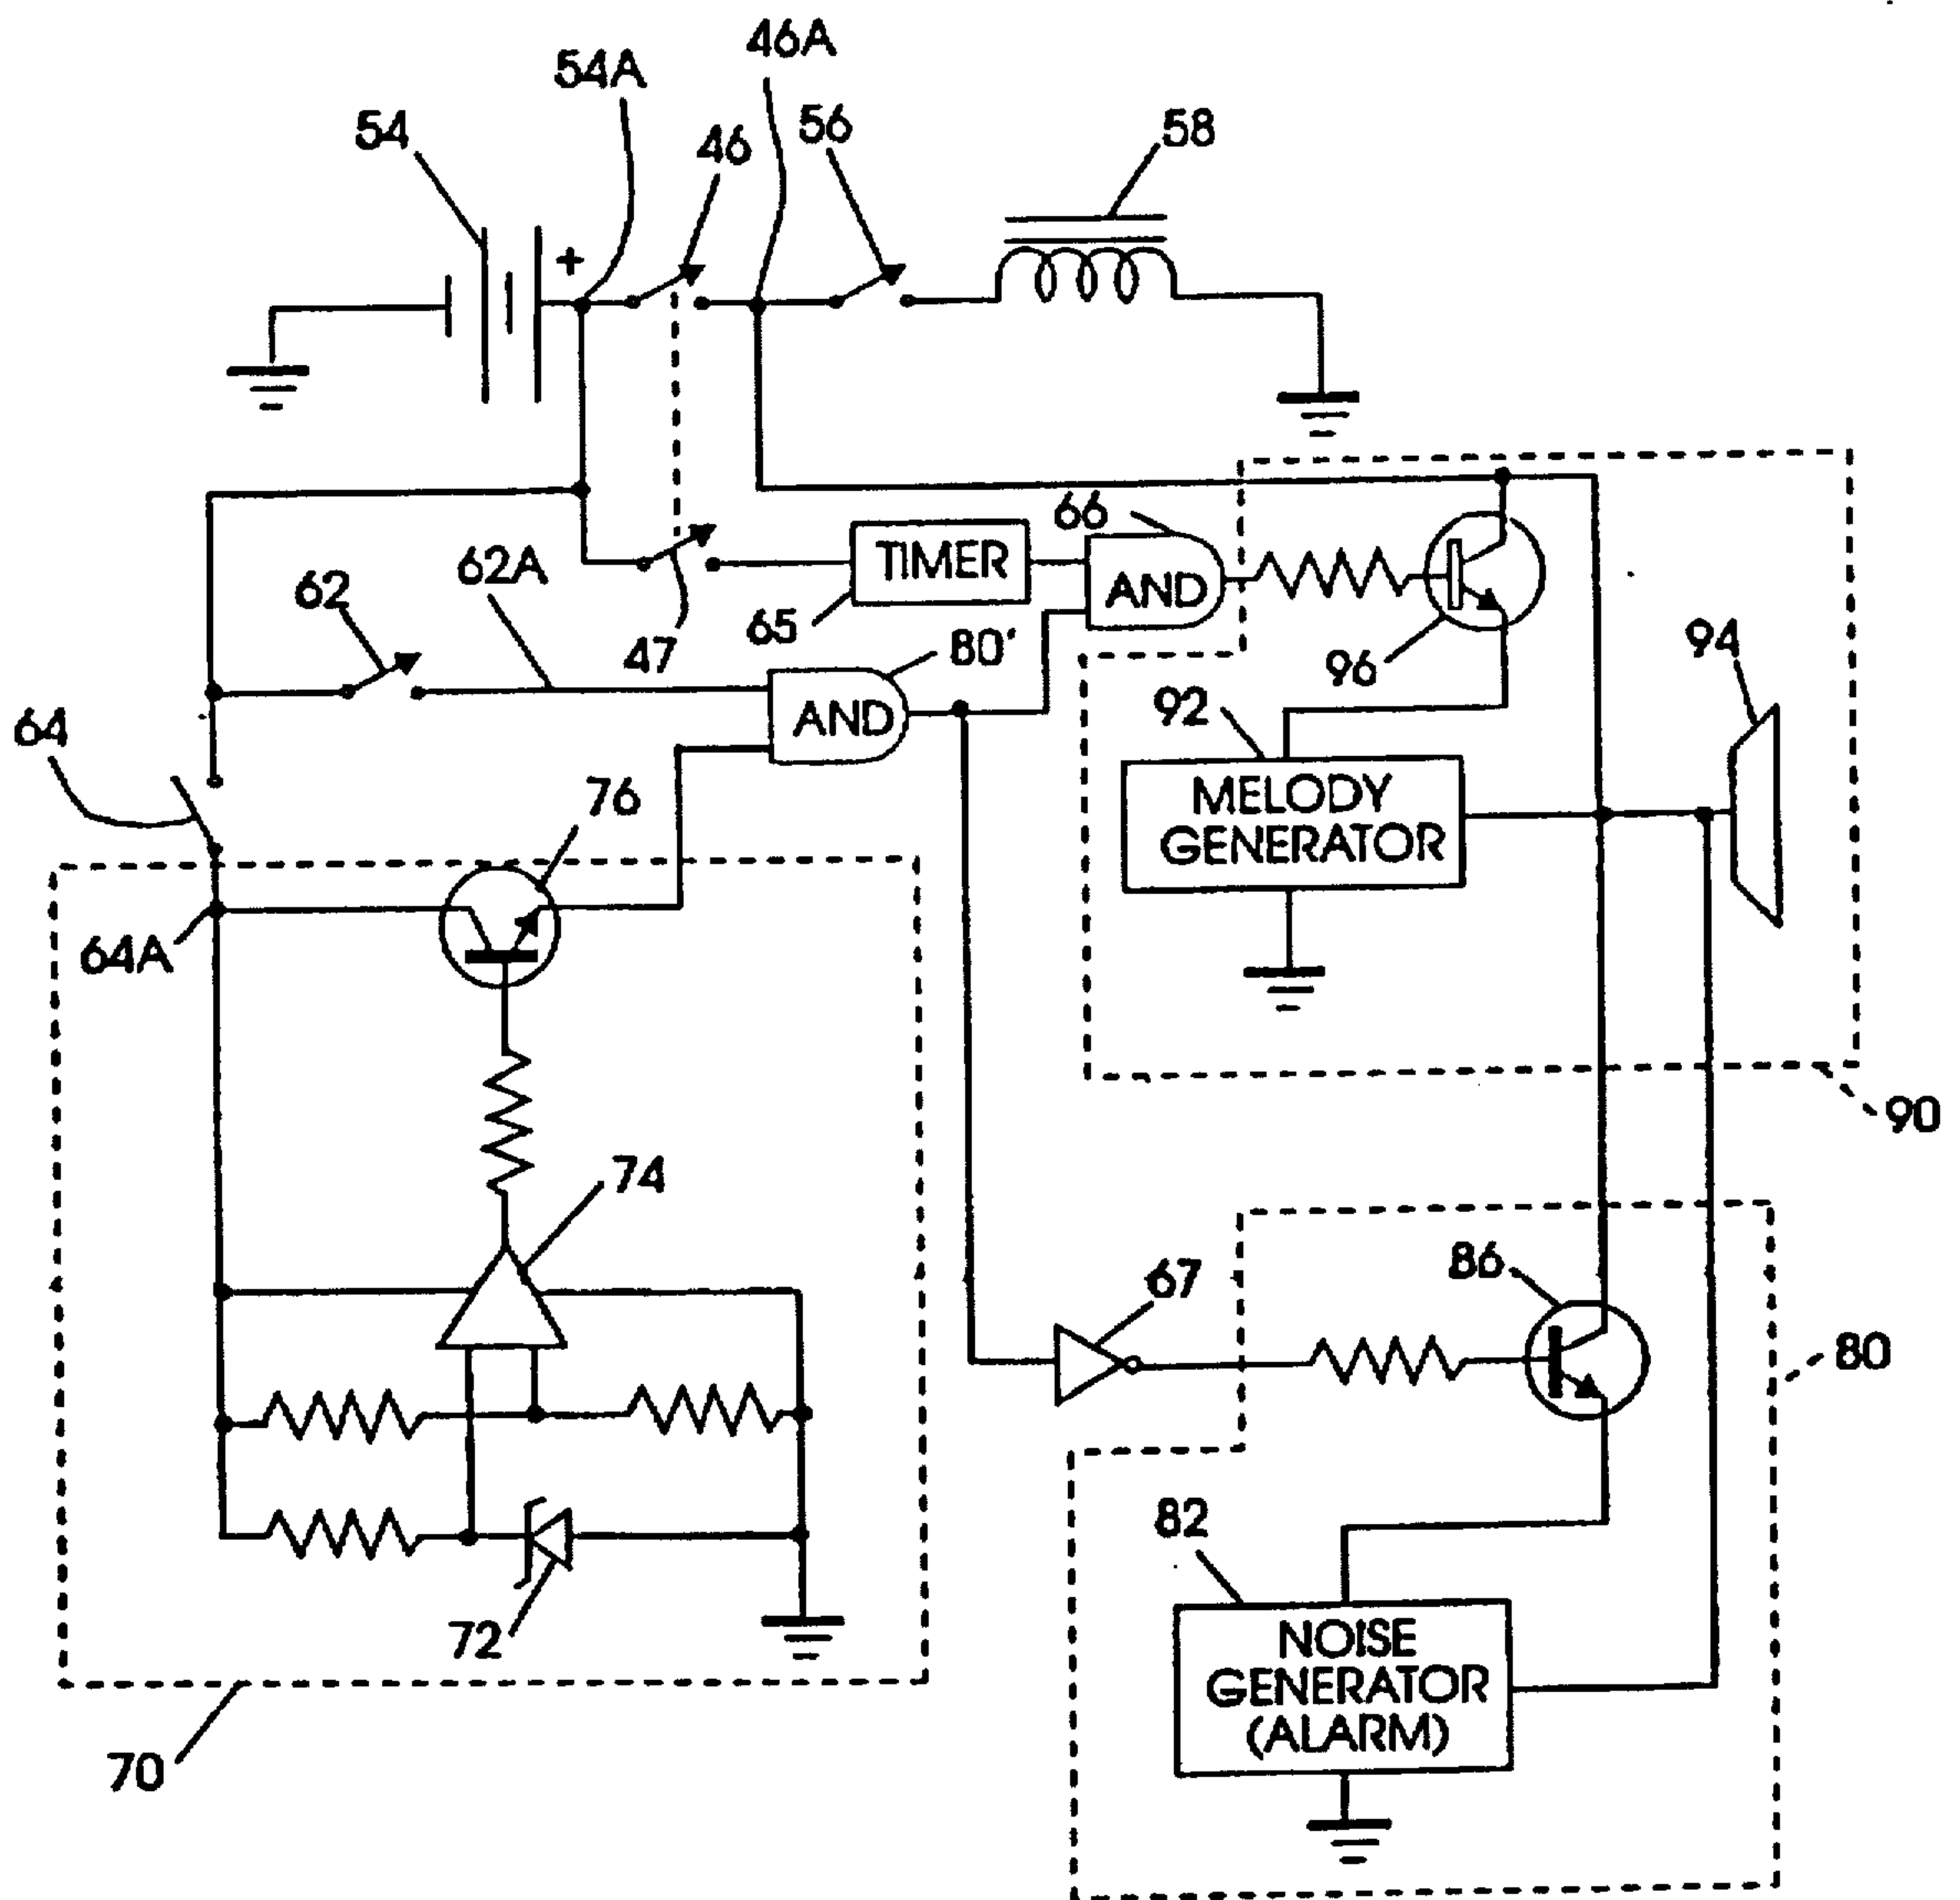 46A
54A
56
58
54
46
+
66
TIMER
62A
AND
62
65
80'
47
94
96
92
64
AND
76
MELODY
GENERATOR
64A
90
74
67
86
80
82
72
NOISE
GENERATOR
(ALARM)
70